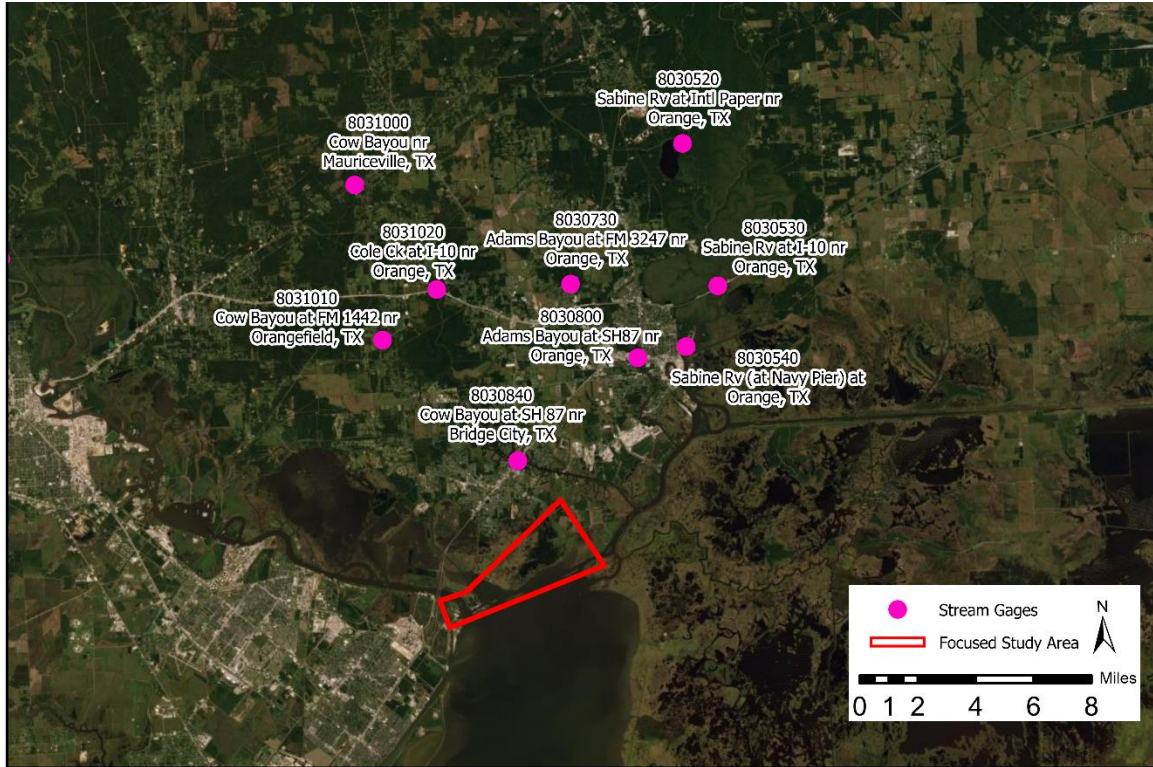 8030520
Sabine Rv at Intl Paper nr
Orange, TX
8031000
Cow Bayou nr
Mauriceville, TX
8030730
Adams Bayou at FM 3247 nr
Orange, TX
8030530
Sabine Rv at I-10 nr
Orange, TX
8031020
Cole Ck at I-10 nr
Orange, TX
8031010
Cow Bayou at FM 1442 nr
Orangefield, TX
8030800
Adams Bayou at SH87 nr
Orange, TX
8030540
Sabine Rv (at Navy Pier) at
Orange, TX
8030840
Cow Bayou at SH 87 nr
Bridge City, TX
Stream Gages
N
Focused Study Area
Miles
0 1 2 4 6 8